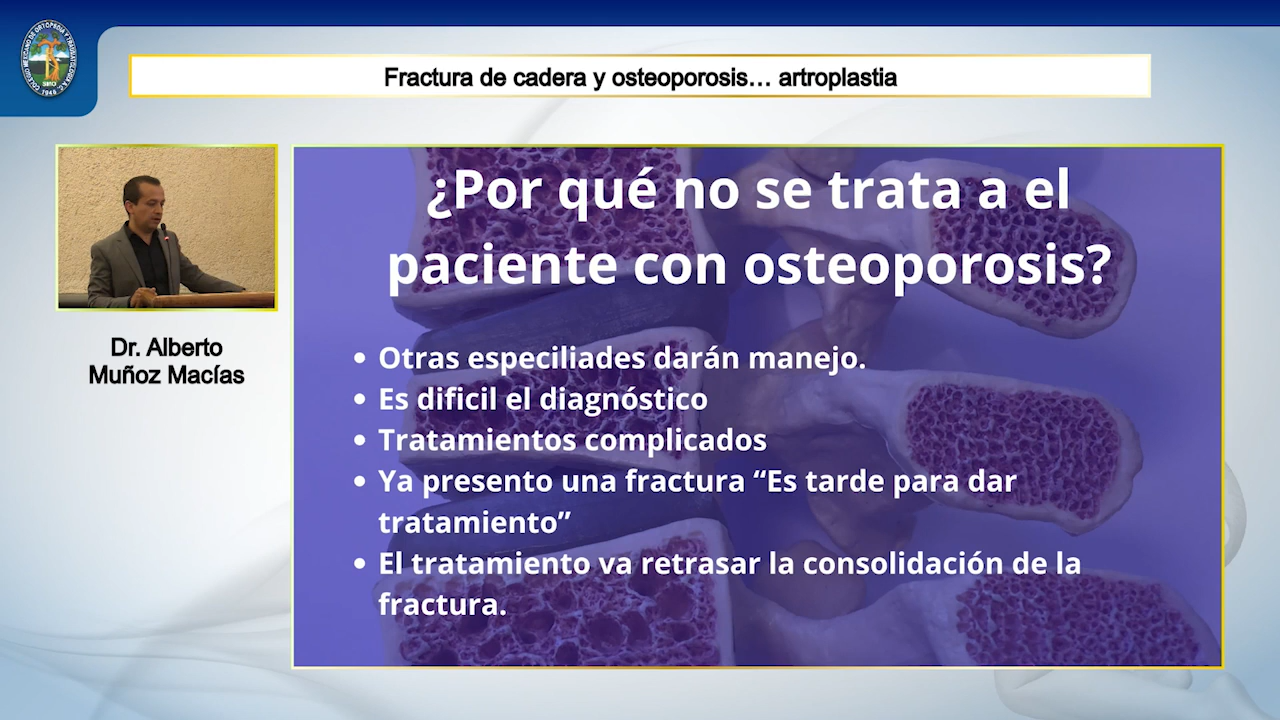 Fractura de cadera y osteoporosis… artroplastia
¿Por qué no se trata a el
paciente con osteoporosis?
• Otras especiliades darán manejo.
• Es dificil el diagnóstico
• Tratamientos complicados
• Ya presento una fractura “Es tarde para dar
tratamiento”
• El tratamiento va retrasar la consolidación de la
fractura.
Dr. Alberto
Muñoz Macías